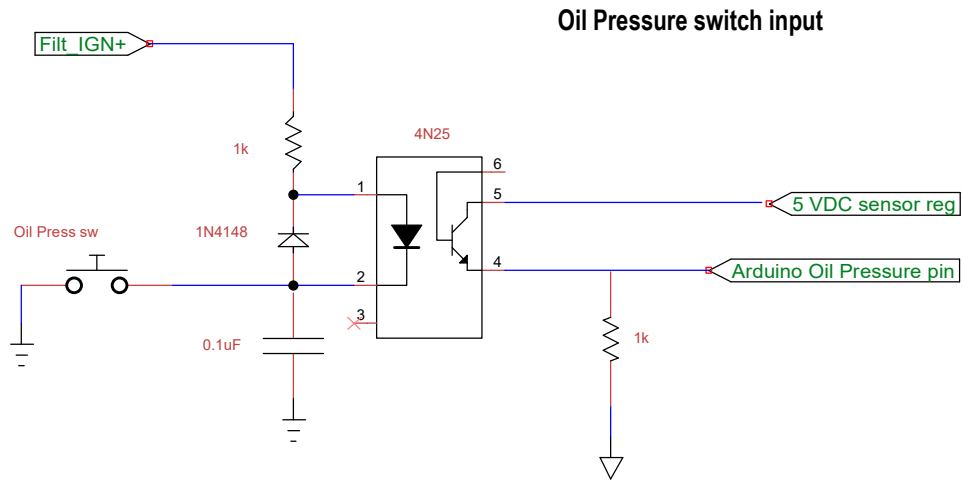 Oil Pressure switch input
Filt_IGN+
4N25
1k
1
6
5
5 VDC sensor reg
Oil Press sw
1N4148
2
4
Arduino Oil Pressure pin
3
0.1uF
1k